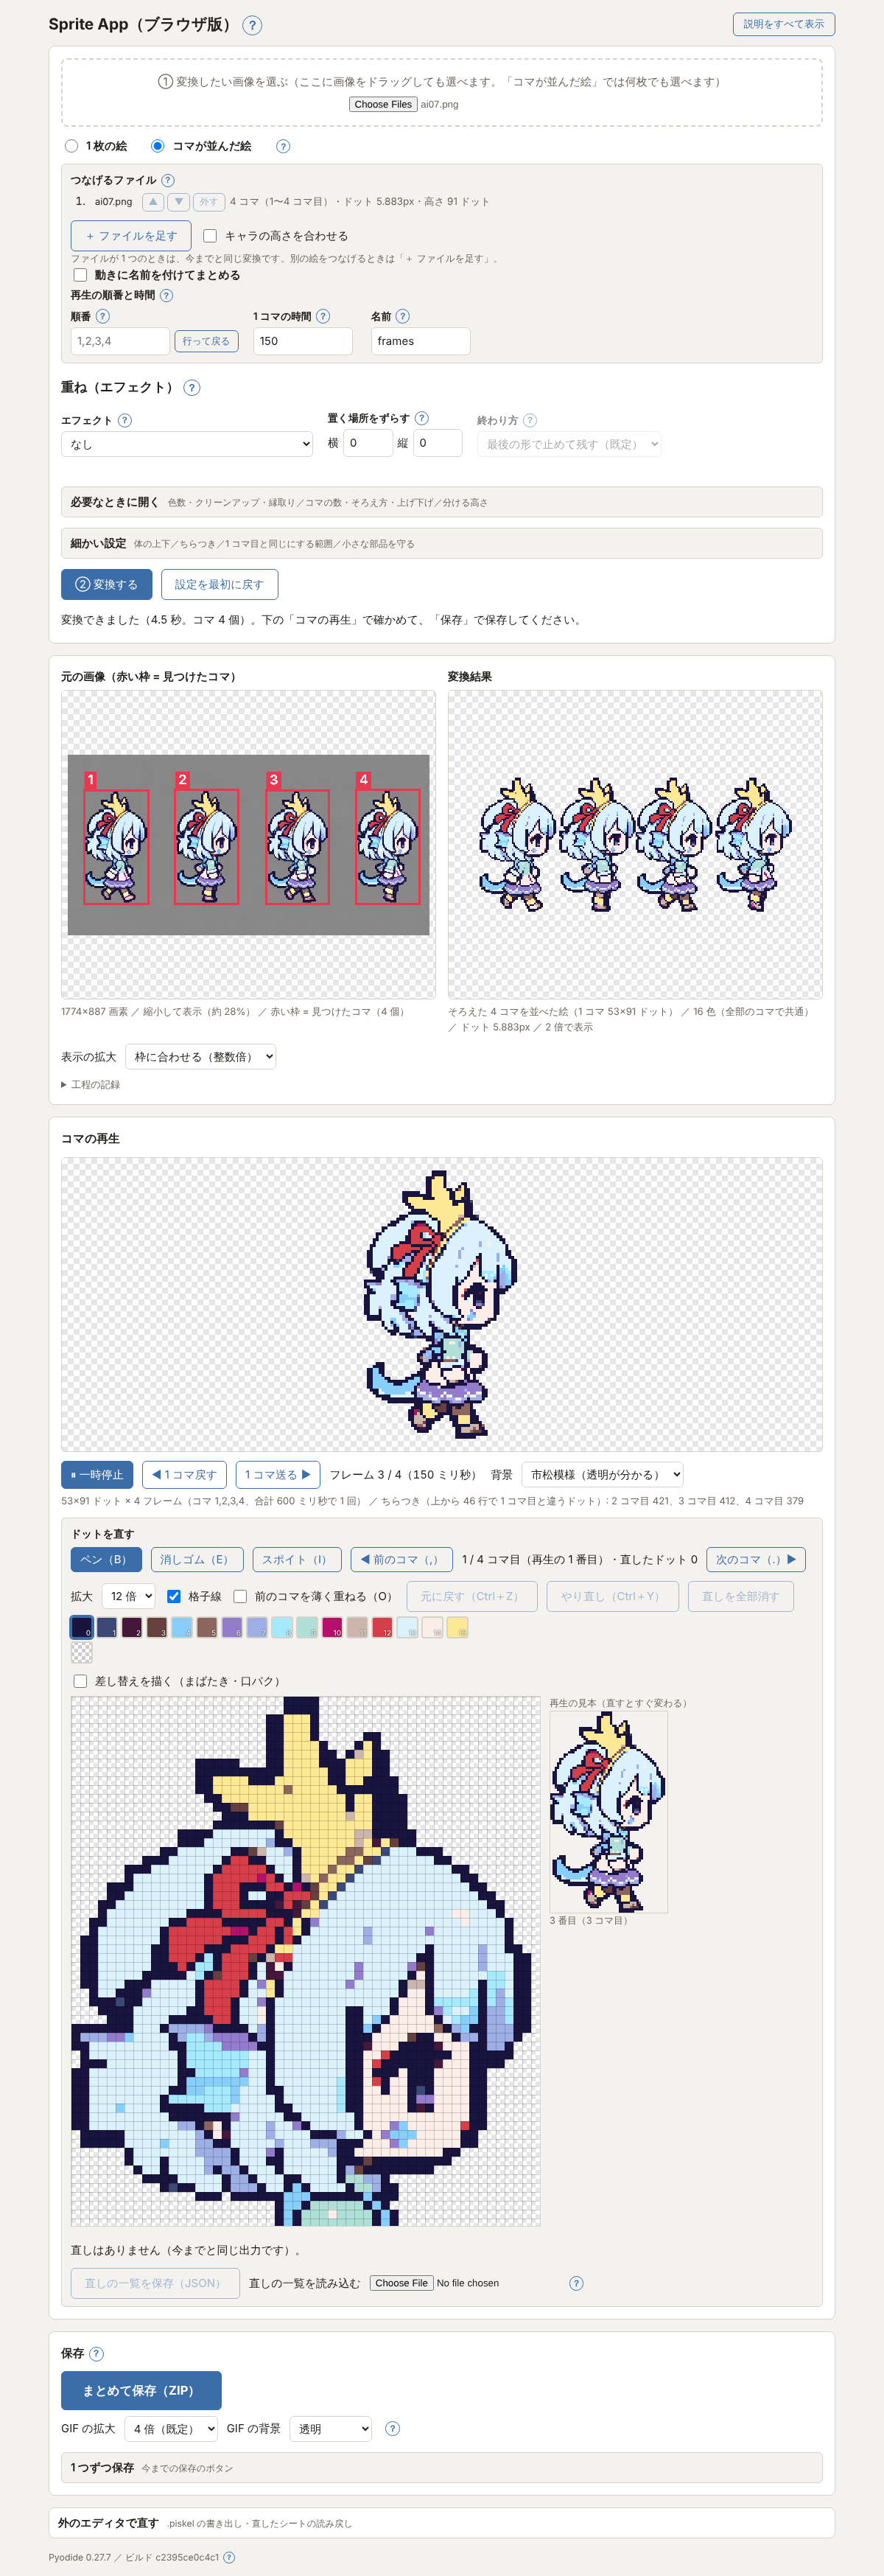 Sprite App（ブラウザ版） ? 説明をすべて表示
① 変換したい画像を選ぶ（ここに画像をドラッグしても選べます。「コマが並んだ絵」では何枚でも選べます）
Choose Files ai07.png
1 枚の絵 コマが並んだ絵 ?
つなげるファイル ?
1. ai07.png ▲ ▼ 外す 4 コマ（1〜4 コマ目）・ドット 5.883px・高さ 91 ドット
＋ ファイルを足す キャラの高さを合わせる
ファイルが 1 つのときは、今までと同じ変換です。別の絵をつなげるときは「＋ ファイルを足す」。
動きに名前を付けてまとめる
再生の順番と時間 ?
順番 ? 1 コマの時間 ? 名前 ?
1,2,3,4 行って戻る 150 frames
重ね（エフェクト） ?
エフェクト ? 置く場所をずらす ? 終わり方 ?
なし 横 0 縦 0 最後の形で止めて残す（既定）
必要なときに開く 色数・クリーンアップ・縁取り／コマの数・そろえ方・上げ下げ／分ける高さ
細かい設定 体の上下／ちらつき／1 コマ目と同じにする範囲／小さな部品を守る
② 変換する 設定を最初に戻す
変換できました（4.5 秒。コマ 4 個）。下の「コマの再生」で確かめて、「保存」で保存してください。
元の画像（赤い枠 = 見つけたコマ） 変換結果
1 2 3 4
1774×887 画素 ／ 縮小して表示（約 28%） ／ 赤い枠 = 見つけたコマ（4 個）
そろえた 4 コマを並べた絵（1 コマ 53×91 ドット） ／ 16 色（全部のコマで共通） ／ ドット 5.883px ／ 2 倍で表示
表示の拡大 枠に合わせる（整数倍）
▶ 工程の記録
コマの再生
⏸ 一時停止 ◀ 1 コマ戻す 1 コマ送る ▶ フレーム 3 / 4（150 ミリ秒） 背景 市松模様（透明が分かる）
53×91 ドット × 4 フレーム（コマ 1,2,3,4、合計 600 ミリ秒で 1 回） ／ ちらつき（上から 46 行で 1 コマ目と違うドット）: 2 コマ目 421、3 コマ目 412、4 コマ目 379
ドットを直す
ペン（B） 消しゴム（E） スポイト（I） ◀ 前のコマ（,） 1 / 4 コマ目（再生の 1 番目）・直したドット 0 次のコマ（.）▶
拡大 12 倍 格子線 前のコマを薄く重ねる（O） 元に戻す（Ctrl＋Z） やり直し（Ctrl＋Y） 直しを全部消す
0 1 2 3 4 5 6 7 8 9 10 11 12 13 14 15
差し替えを描く（まばたき・口パク）
再生の見本（直すとすぐ変わる）
3 番目（3 コマ目）
直しはありません（今までと同じ出力です）。
直しの一覧を保存（JSON） 直しの一覧を読み込む Choose File No file chosen ?
保存 ?
まとめて保存（ZIP）
GIF の拡大 4 倍（既定） GIF の背景 透明 ?
1 つずつ保存 今までの保存のボタン
外のエディタで直す .piskel の書き出し・直したシートの読み戻し
Pyodide 0.27.7 ／ ビルド c2395ce0c4c1 ?